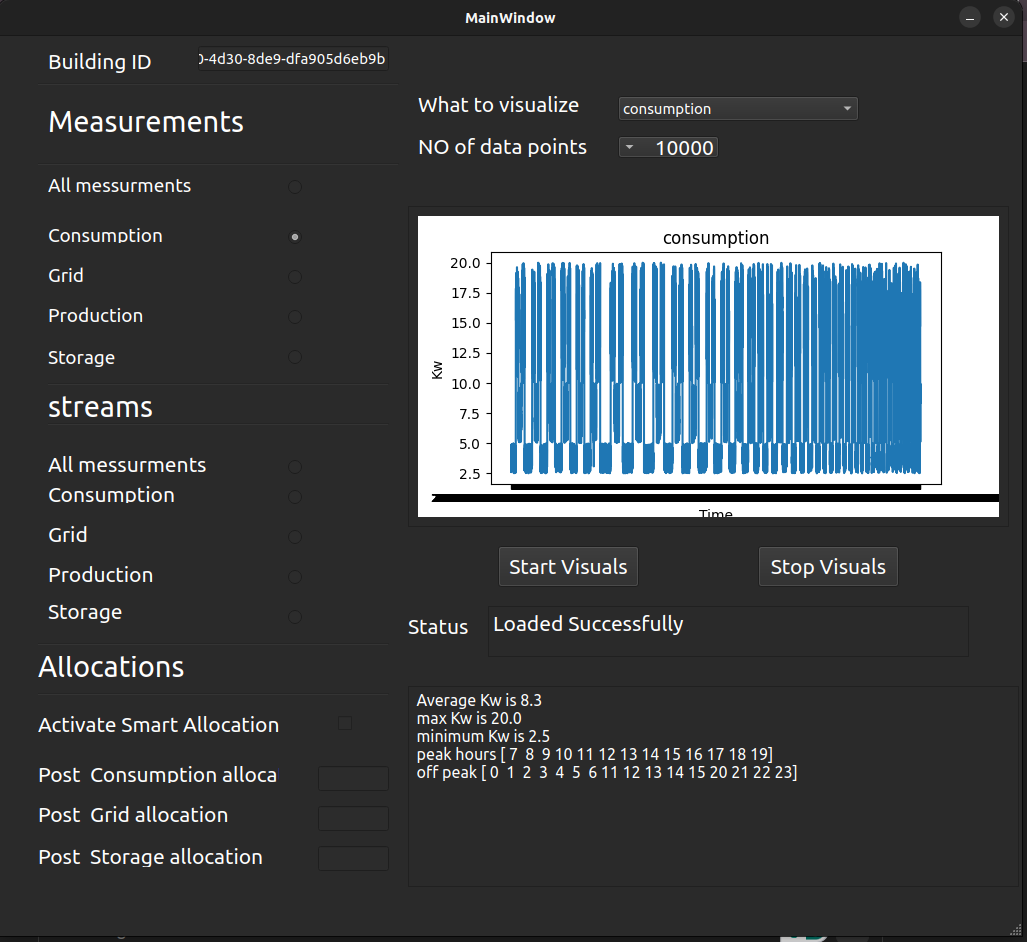 MainWindow
Building ID
0-4d30-8de9-dfa905d6eb9b
Measurements
All messurments
Consumption
Grid
Production
Storage
streams
All messurments
Consumption
Grid
Production
Storage
Allocations
Activate Smart Allocation
Post  Consumption alloca
Post  Grid allocation
Post  Storage allocation
What to visualize
consumption
NO of data points
10000
consumption
20.0
17.5
15.0
12.5
10.0
7.5
5.0
2.5
Kw
Time
Start Visuals
Stop Visuals
Status
Loaded Successfully
Average Kw is 8.3
max Kw is 20.0
minimum Kw is 2.5
peak hours [ 7  8  9 10 11 12 13 14 15 16 17 18 19]
off peak [ 0  1  2  3  4  5  6 11 12 13 14 15 20 21 22 23]